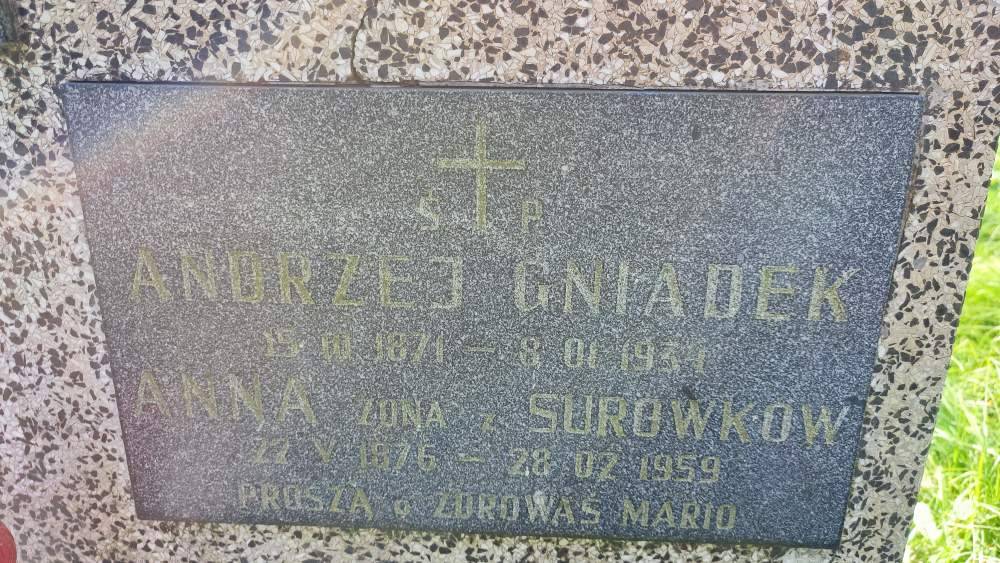 Ś P
ANDRZEJ GNIADEK
15 III 1871 — 8 01 1934
ANNA ŻONA z SURÓWKÓW
22 V 1876 — 28 02 1959
PROSZĄ o ZDROWAŚ MARIO